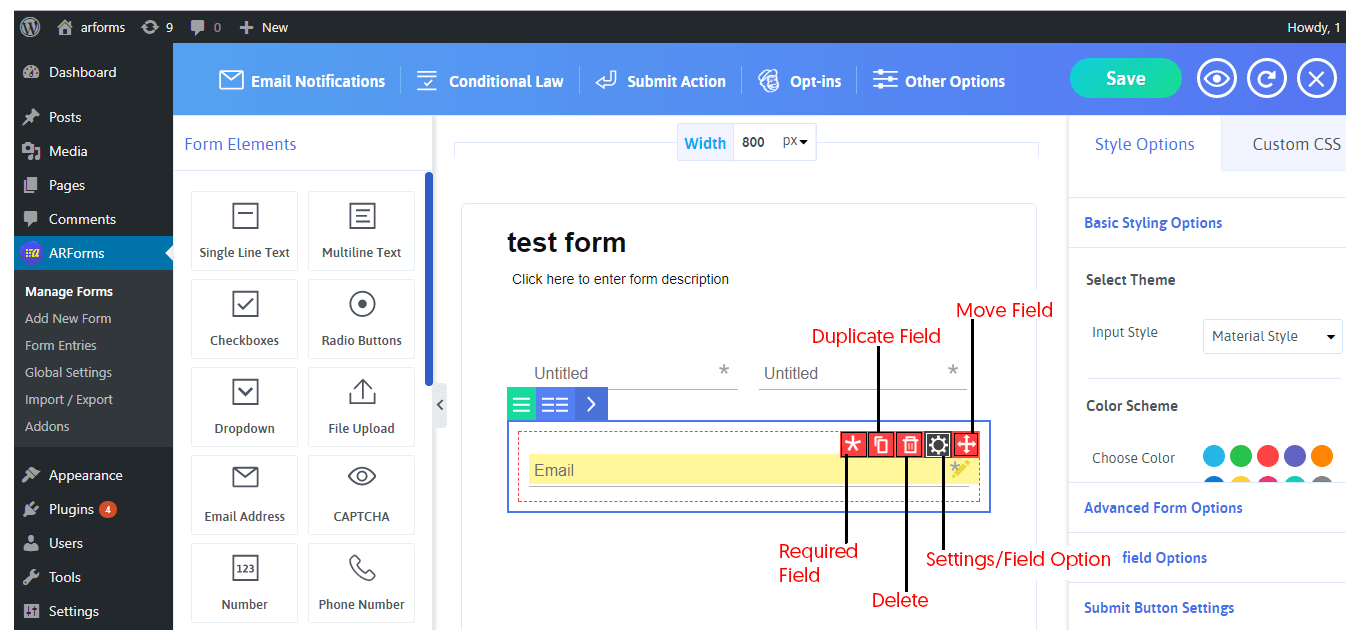 arforms 9 0 New Howdy, 1
Dashboard
Posts
Media
Pages
Comments
ARForms
Manage Forms
Add New Form
Form Entries
Global Settings
Import / Export
Addons
Appearance
Plugins 4
Users
Tools
Settings
Email Notifications Conditional Law Submit Action Opt-ins Other Options Save
Form Elements
Single Line Text Multiline Text
Checkboxes Radio Buttons
Dropdown File Upload
Email Address CAPTCHA
123
Number Phone Number
Width 800 px
test form
Click here to enter form description
Move Field
Duplicate Field
Untitled * Untitled *
Email *
Required
Field
Settings/Field Option
Delete
Style Options Custom CSS
Basic Styling Options
Select Theme
Input Style Material Style
Color Scheme
Choose Color
Advanced Form Options
field Options
Submit Button Settings